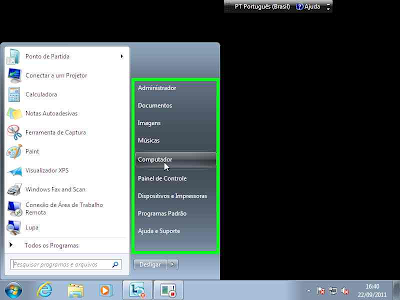 PT Português (Brasil) Ajuda
Ponto de Partida
Conectar a um Projetor
Calculadora
Notas Autoadesivas
Ferramenta de Captura
Paint
Visualizador XPS
Windows Fax and Scan
Conexão de Área de Trabalho
Remota
Lupa
Todos os Programas
Pesquisar programas e arquivos
Administrador
Documentos
Imagens
Músicas
Computador
Painel de Controle
Dispositivos e Impressoras
Programas Padrão
Ajuda e Suporte
Desligar
16:40
22/09/2011